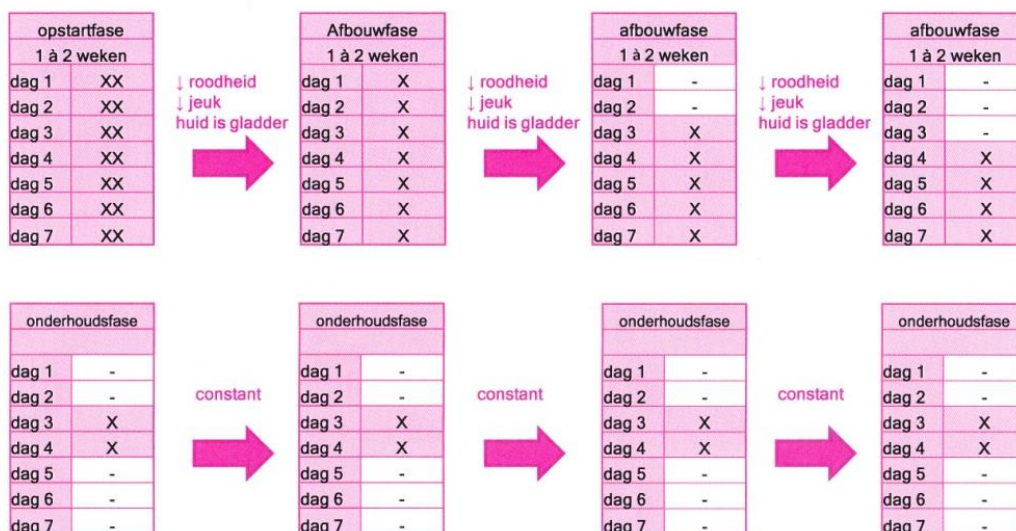 opstartfase
1 à 2 weken
dag 1 XX
dag 2 XX
dag 3 XX
dag 4 XX
dag 5 XX
dag 6 XX
dag 7 XX
↓ roodheid
↓ jeuk
huid is gladder
Afbouwfase
1 à 2 weken
dag 1 X
dag 2 X
dag 3 X
dag 4 X
dag 5 X
dag 6 X
dag 7 X
↓ roodheid
↓ jeuk
huid is gladder
afbouwfase
1 à 2 weken
dag 1 -
dag 2 -
dag 3 X
dag 4 X
dag 5 X
dag 6 X
dag 7 X
↓ roodheid
↓ jeuk
huid is gladder
afbouwfase
1 à 2 weken
dag 1 -
dag 2 -
dag 3 -
dag 4 X
dag 5 X
dag 6 X
dag 7 X
onderhoudsfase
dag 1 -
dag 2 -
dag 3 X
dag 4 X
dag 5 -
dag 6 -
dag 7 -
constant
onderhoudsfase
dag 1 -
dag 2 -
dag 3 X
dag 4 X
dag 5 -
dag 6 -
dag 7 -
constant
onderhoudsfase
dag 1 -
dag 2 -
dag 3 X
dag 4 X
dag 5 -
dag 6 -
dag 7 -
constant
onderhoudsfase
dag 1 -
dag 2 -
dag 3 X
dag 4 X
dag 5 -
dag 6 -
dag 7 -